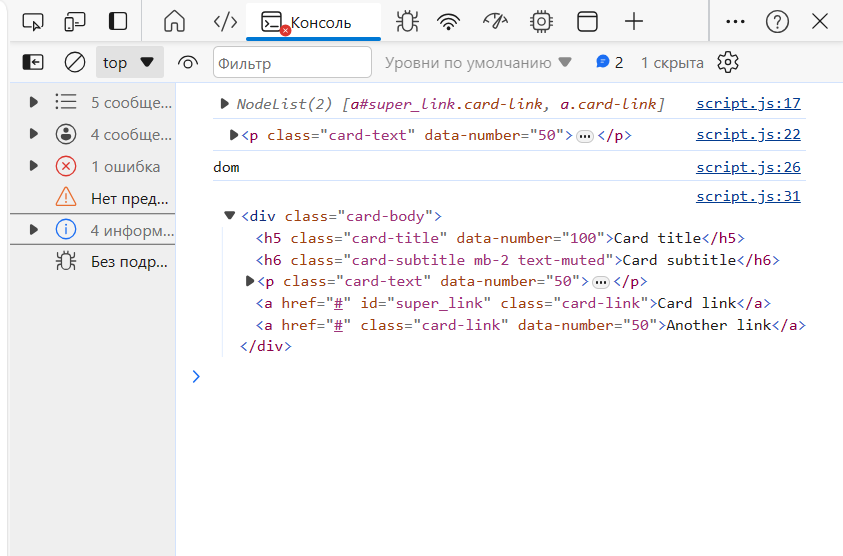 Консоль
top
Фильтр
Уровни по умолчанию
2
1 скрыта
5 сообще...
4 сообще...
1 ошибка
Нет пред...
4 информ...
Без подр...
NodeList(2) [a#super_link.card-link, a.card-link]
script.js:17
<p class="card-text" data-number="50">…</p>
script.js:22
dom
script.js:26
script.js:31
<div class="card-body">
<h5 class="card-title" data-number="100">Card title</h5>
<h6 class="card-subtitle mb-2 text-muted">Card subtitle</h6>
<p class="card-text" data-number="50">…</p>
<a href="#" id="super_link" class="card-link">Card link</a>
<a href="#" class="card-link" data-number="50">Another link</a>
</div>